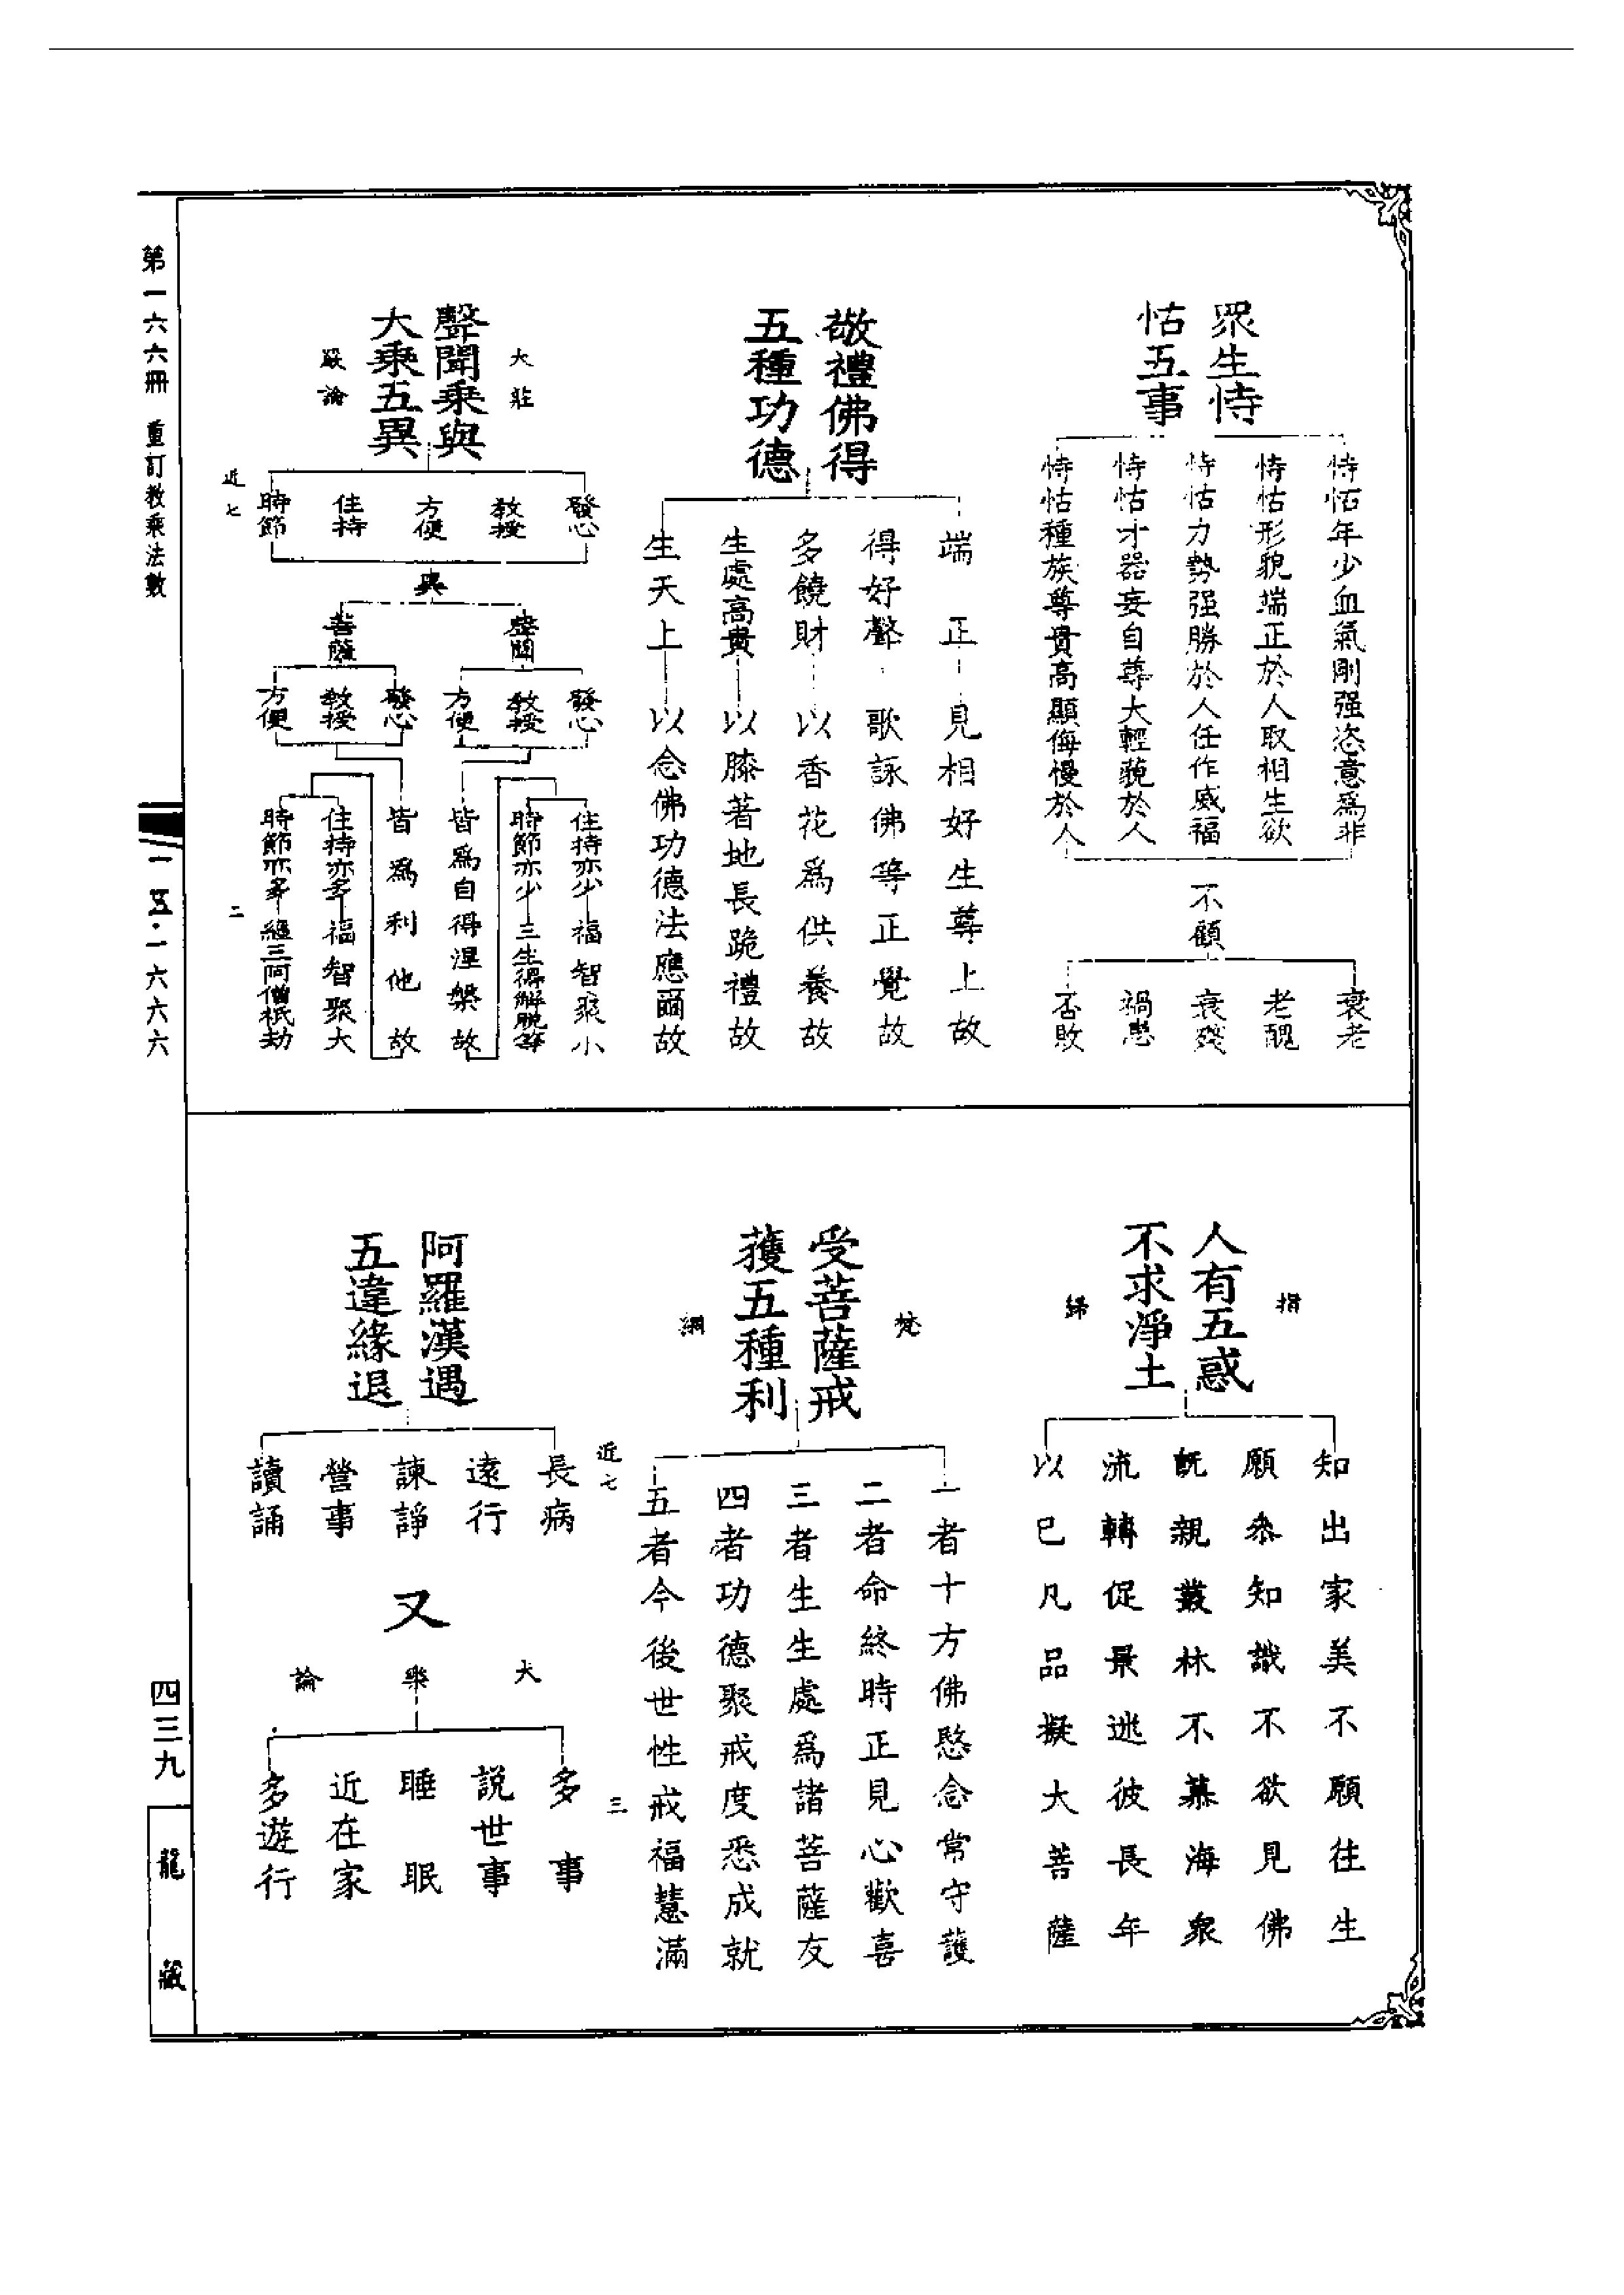 眾生恃
怙五事
恃怙年少血氣剛强恣意為非
恃怙形貌端正於人取相生欲
恃怙力勢强勝於人任作威福
恃怙才器妄自尊大輕藐於人
恃怙種族尊貴高顯侮慢於人
不顧
衰老
老醜
衰殘
禍患
否敗
敬禮佛得
五種功德
端正 見相好生尊上故
得好聲 歌詠佛等正覺故
多饒財 以香花為供養故
生處高貴 以膝著地長跪禮故
生天上 以念佛功德法應爾故
大莊
聲聞乘與
大乘五異
嚴論
發心
教授
方便
住持
時節
與
聲聞
菩薩
發心
教授
方便
發心
教授
方便
住持亦少 福智聚小
時節亦少 三生得解脫等
皆為自得涅槃故
皆為利他故
住持亦多 福智聚大
時節亦多 經三阿僧祇劫
近七
二
指
人有五惑
不求淨土
歸
知出家美不願往生
願參知識不欲見佛
既親叢林不慕海眾
流轉促景逃彼長年
以已凡品擬大菩薩
梵
受菩薩戒
獲五種利
網
一者十方佛愍念常守護
二者命終時正見心歡喜
三者生生處為諸菩薩友
四者功德聚戒度悉成就
五者今後世性戒福慧滿
近七
三
阿羅漢遇
五違緣退
長病
遠行
諫諍
營事
讀誦
又
大
樂
論
多事
說世事
睡眠
近在家
多遊行
第一六六冊 重訂教乘法數
一五·一六六六
四三九
龍藏